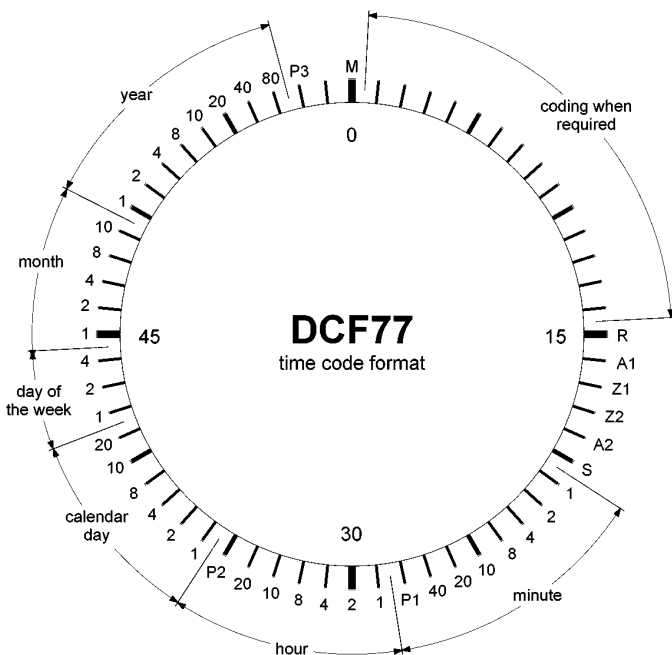 DCF77
time code format
0
15
30
45
M
coding when
required
R
A1
Z1
Z2
A2
S
1
2
4
8
10
20
40
P1
minute
1
2
4
8
10
20
P2
hour
1
2
4
8
10
20
calendar
day
1
2
4
day of
the week
1
2
4
8
10
month
1
2
4
8
10
20
40
80
year
P3